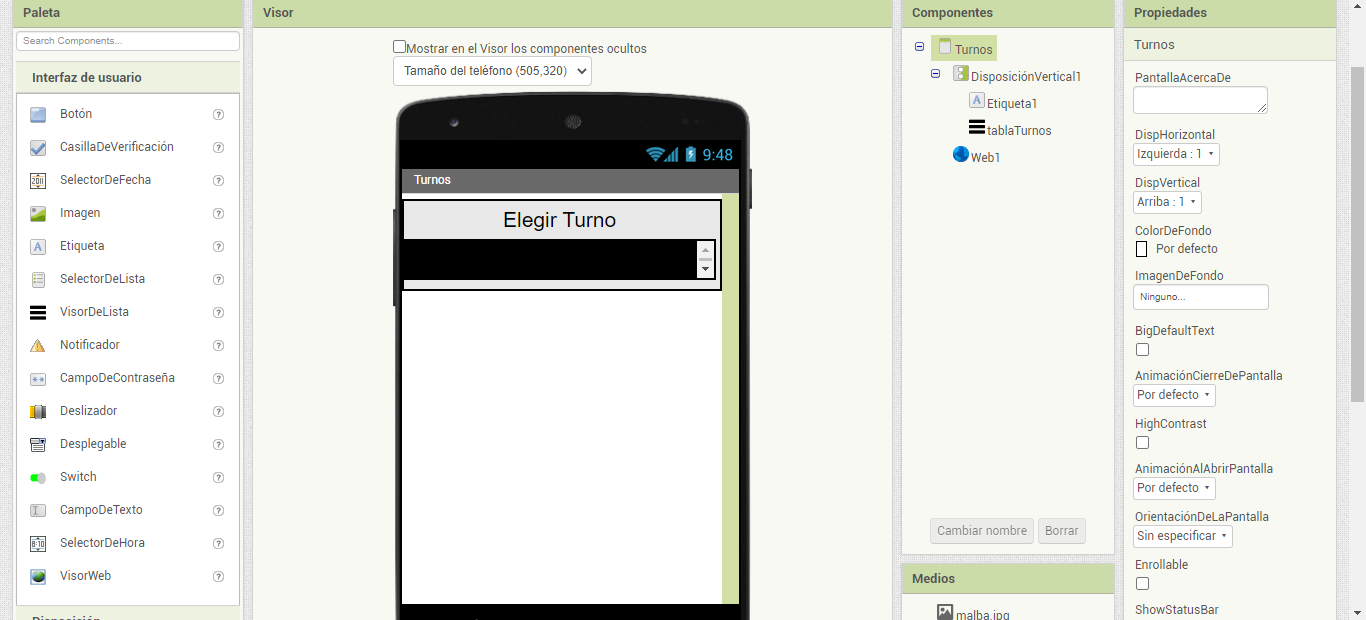 Paleta
Search Components...
Interfaz de usuario
Botón ?
CasillaDeVerificación ?
SelectorDeFecha ?
Imagen ?
A Etiqueta ?
SelectorDeLista ?
VisorDeLista ?
Notificador ?
CampoDeContraseña ?
Deslizador ?
Desplegable ?
Switch ?
CampoDeTexto ?
SelectorDeHora ?
VisorWeb ?
Disposición
Visor
Mostrar en el Visor los componentes ocultos
Tamaño del teléfono (505,320)
9:48
Turnos
Elegir Turno
Componentes
Turnos
DisposiciónVertical1
A Etiqueta1
tablaTurnos
Web1
Cambiar nombre Borrar
Medios
malba.jpg
Propiedades
Turnos
PantallaAcercaDe
DispHorizontal
Izquierda : 1
DispVertical
Arriba : 1
ColorDeFondo
Por defecto
ImagenDeFondo
Ninguno...
BigDefaultText
AnimaciónCierreDePantalla
Por defecto
HighContrast
AnimaciónAlAbrirPantalla
Por defecto
OrientaciónDeLaPantalla
Sin especificar
Enrollable
ShowStatusBar